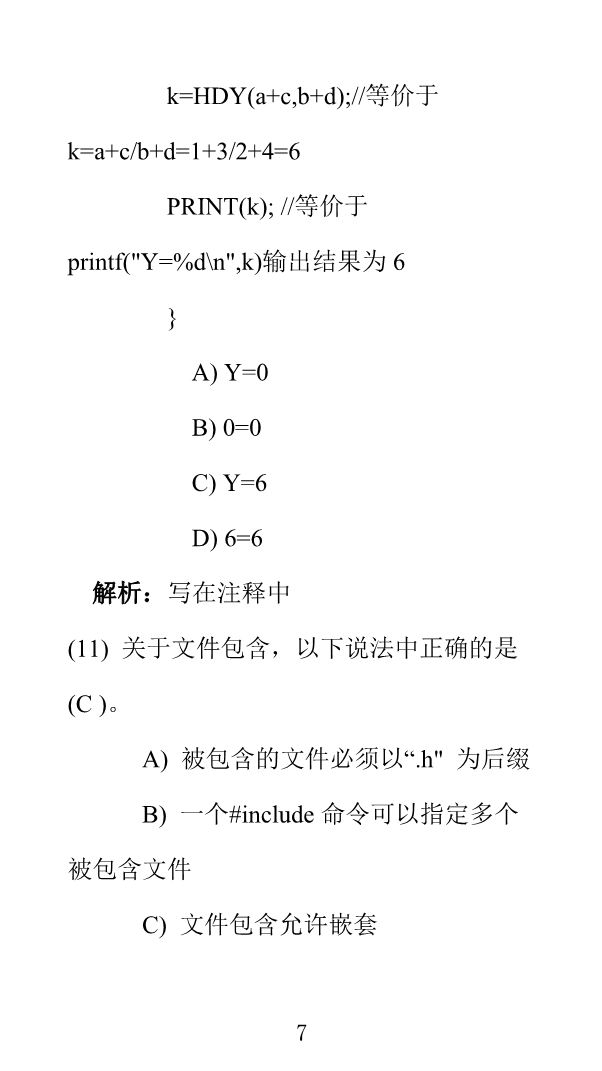 k=HDY(a+c,b+d);//等价于
k=a+c/b+d=1+3/2+4=6
PRINT(k); //等价于
printf("Y=%d\n",k)输出结果为 6
}
A) Y=0
B) 0=0
C) Y=6
D) 6=6
解析：写在注释中
(11) 关于文件包含，以下说法中正确的是
(C )。
A) 被包含的文件必须以“.h" 为后缀
B) 一个#include 命令可以指定多个
被包含文件
C) 文件包含允许嵌套
7